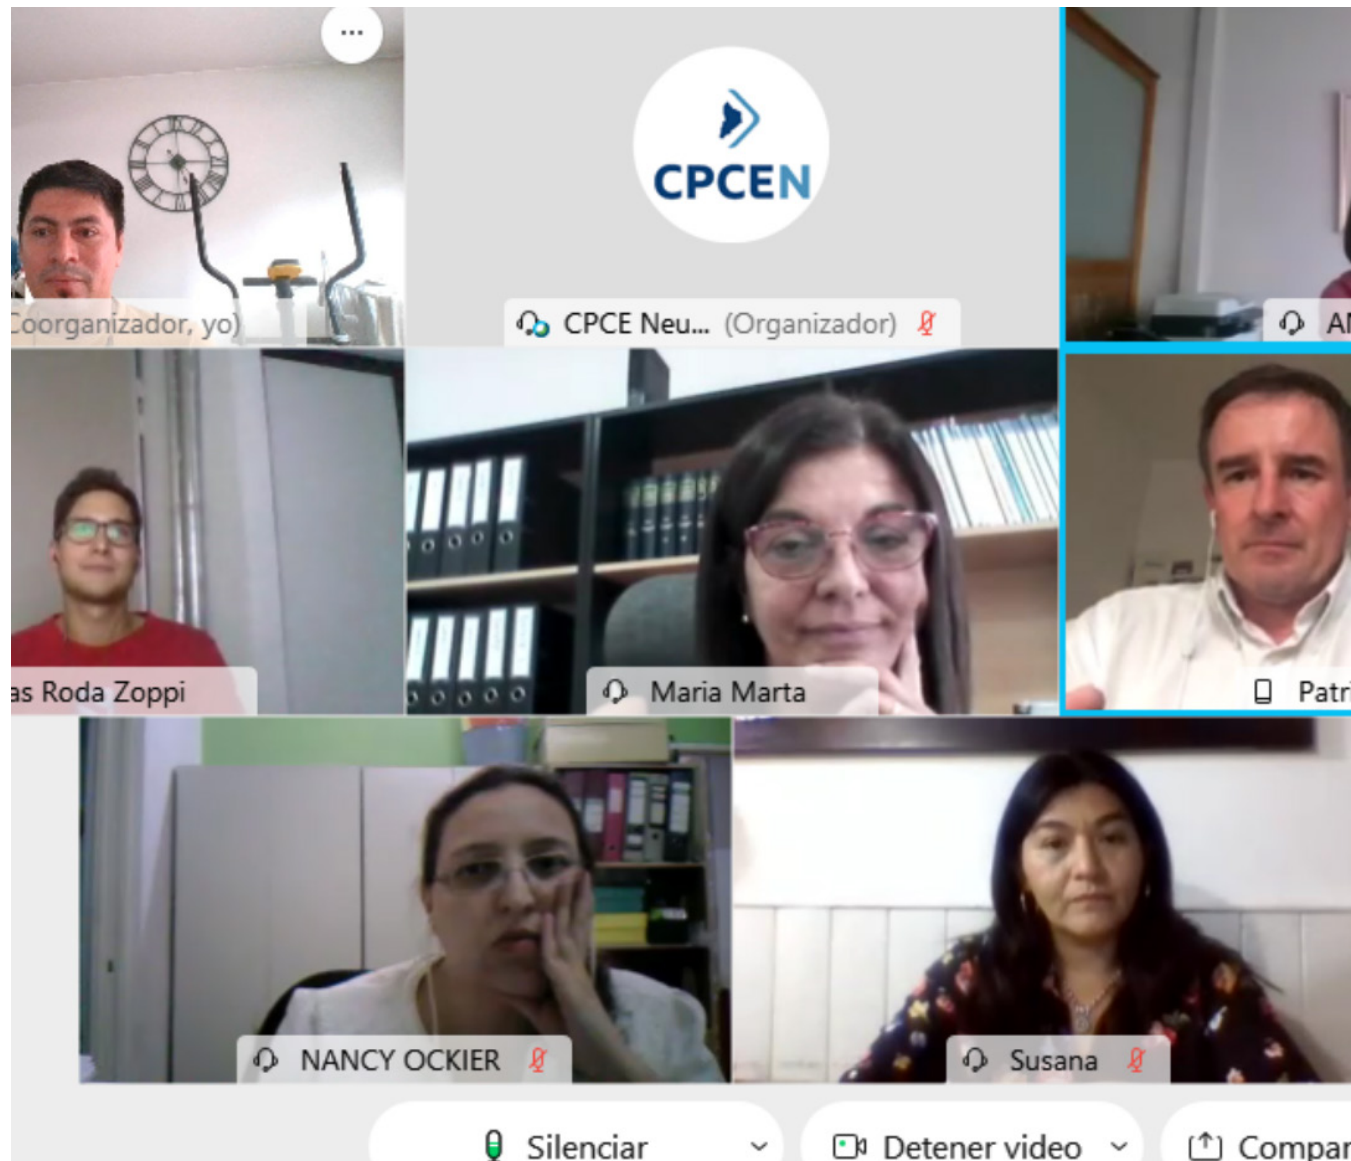 ...
CPCEN
Coorganizador, yo)
CPCE Neu... (Organizador)
AN
as Roda Zoppi
Maria Marta
Patri
NANCY OCKIER
Susana
Silenciar
Detener video
Compar